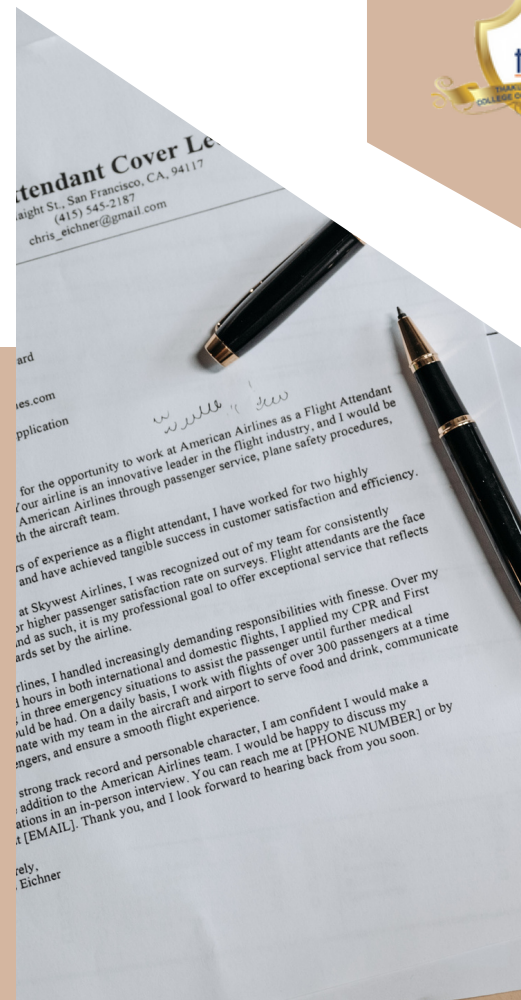 t
THAK
COLLEGE O
ttendant Cover Le
aight St., San Francisco, CA, 94117
(415) 545-2187
chris_eichner@gmail.com
ard
es.com
pplication
for the opportunity to work at American Airlines as a Flight Attendant
Your airline is an innovative leader in the flight industry, and I would be
American Airlines through passenger service, plane safety procedures,
th the aircraft team.
rs of experience as a flight attendant, I have worked for two highly
and have achieved tangible success in customer satisfaction and efficiency.
at Skywest Airlines, I was recognized out of my team for consistently
or higher passenger satisfaction rate on surveys. Flight attendants are the face
nd as such, it is my professional goal to offer exceptional service that reflects
ards set by the airline.
rlines, I handled increasingly demanding responsibilities with finesse. Over my
hours in both international and domestic flights, I applied my CPR and First
in three emergency situations to assist the passenger until further medical
ould be had. On a daily basis, I work with flights of over 300 passengers at a time
nate with my team in the aircraft and airport to serve food and drink, communicate
engers, and ensure a smooth flight experience.
strong track record and personable character, I am confident I would make a
addition to the American Airlines team. I would be happy to discuss my
ations in an in-person interview. You can reach me at [PHONE NUMBER] or by
t [EMAIL]. Thank you, and I look forward to hearing back from you soon.
rely,
Eichner